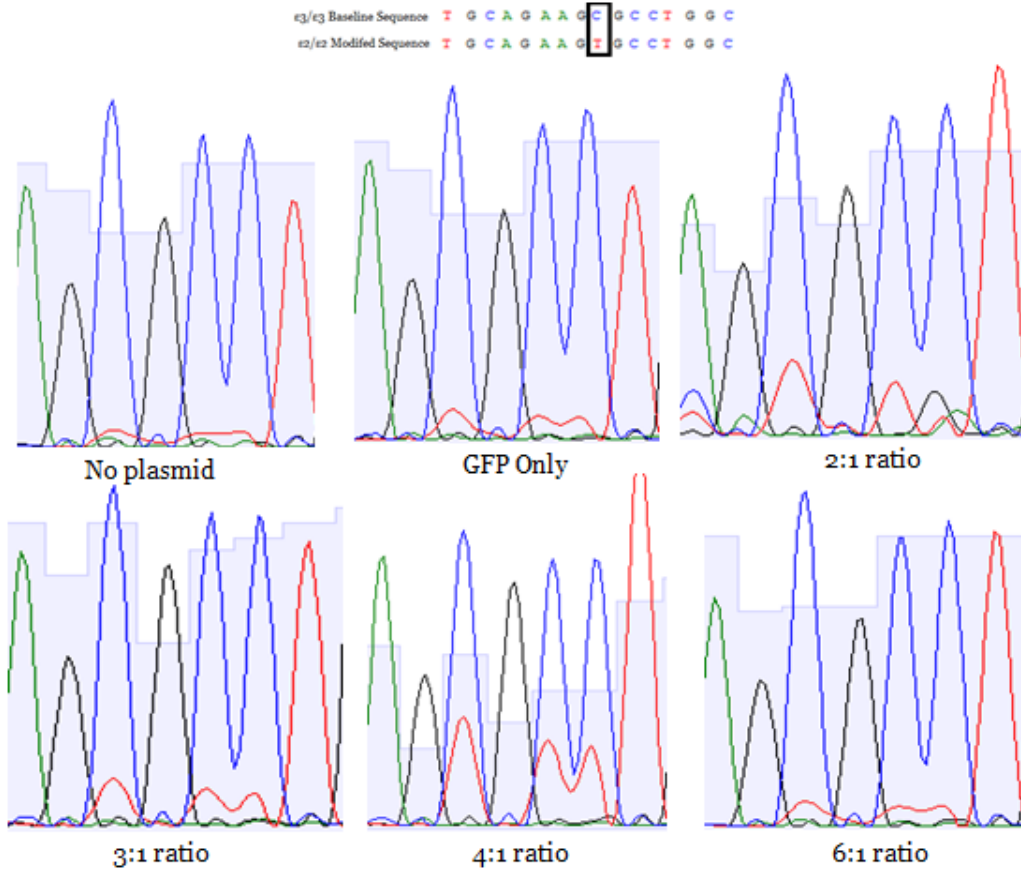 ε3/ε3 Baseline Sequence T G C A G A A G C G C C T G G C
ε2/ε2 Modifed Sequence T G C A G A A G T G C C T G G C
No plasmid
GFP Only
2:1 ratio
3:1 ratio
4:1 ratio
6:1 ratio